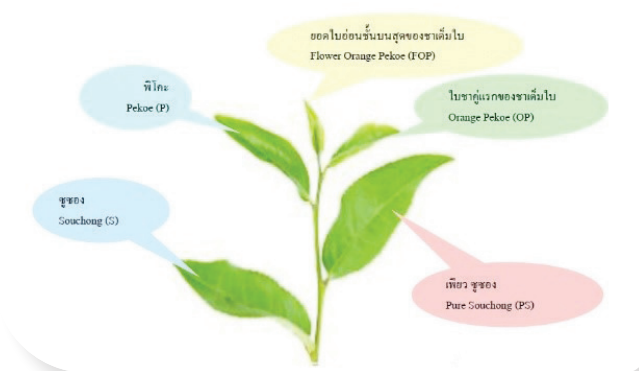 ยอดใบอ่อนชั้นบนสุดของชาเต็มใบ
Flower Orange Pekoe (FOP)
พิโคะ
Pekoe (P)
ใบชาคู่แรกของชาเต็มใบ
Orange Pekoe (OP)
ซูชอง
Souchong (S)
เพียว ซูชอง
Pure Souchong (PS)